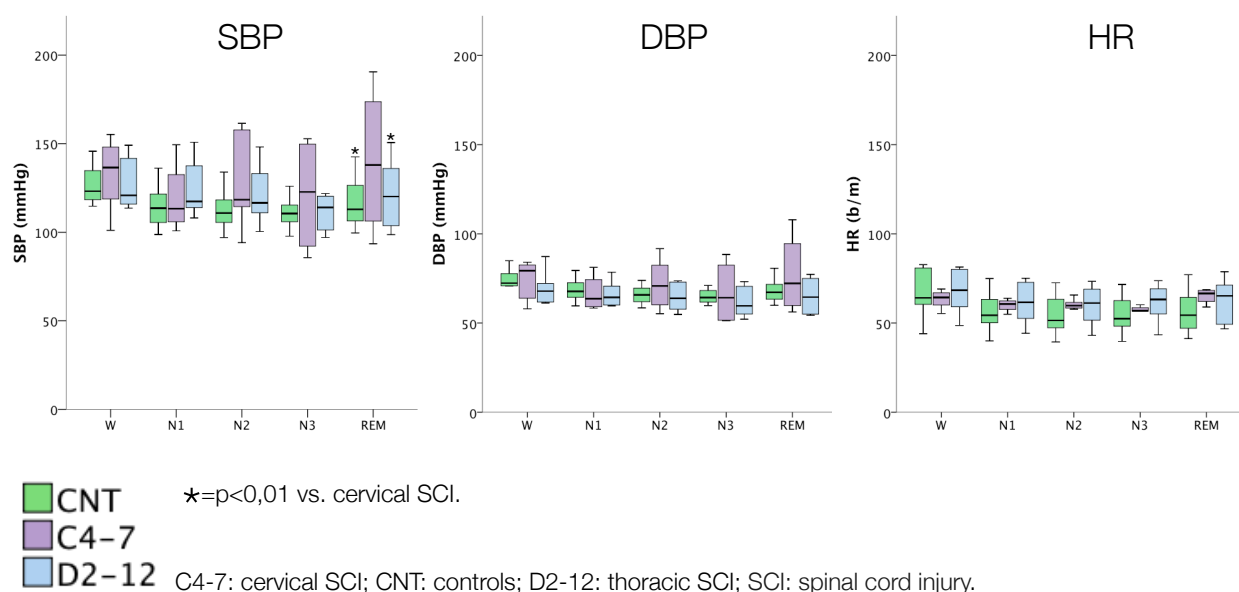 SBP
DBP
HR
200
150
100
50
0
SBP (mmHg)
* *
W N1 N2 N3 REM
200
150
100
50
0
DBP (mmHg)
W N1 N2 N3 REM
200
150
100
50
0
HR (b/m)
W N1 N2 N3 REM
CNT
C4-7
D2-12
*=p<0,01 vs. cervical SCI.
C4-7: cervical SCI; CNT: controls; D2-12: thoracic SCI; SCI: spinal cord injury.